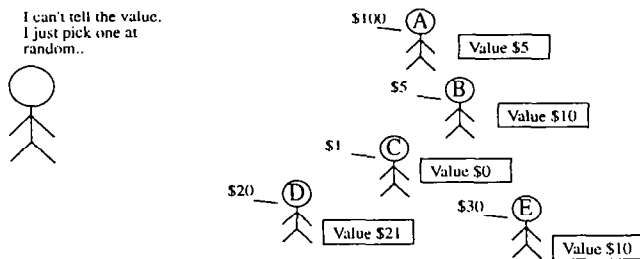 I can't tell the value.
I just pick one at
random..
$100 A
Value $5
$5 B
Value $10
$1 C
Value $0
$20 D
Value $21
$30 E
Value $10